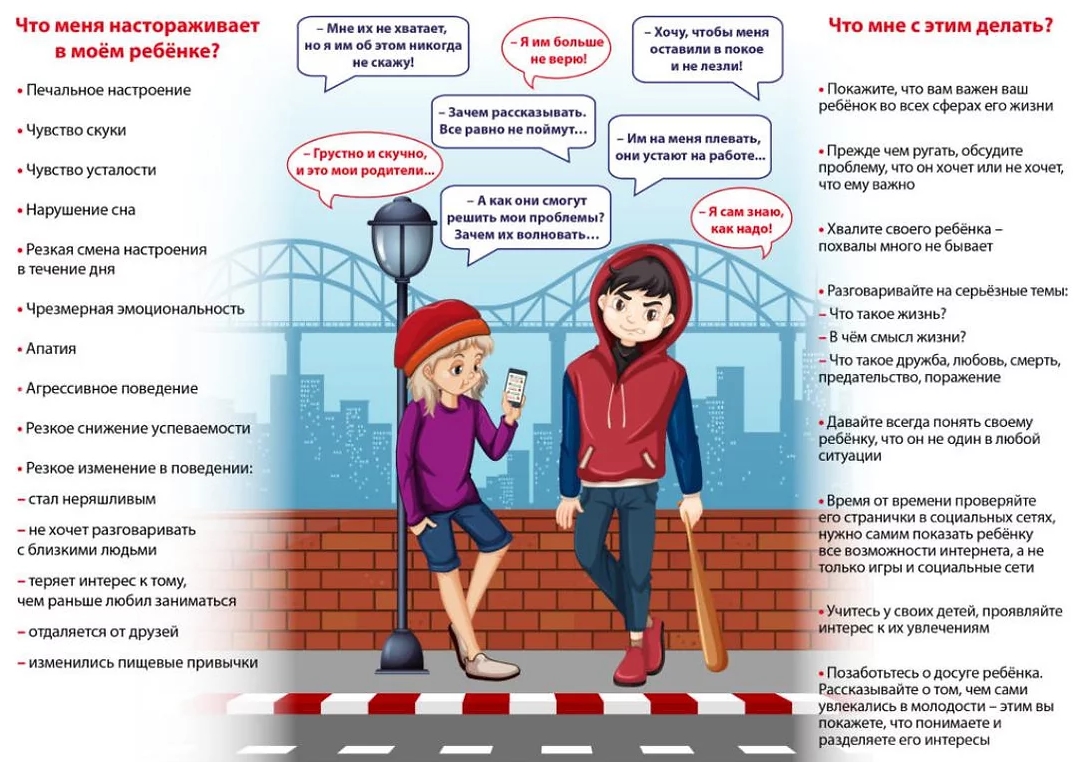 Что меня настораживает
в моём ребёнке?
• Печальное настроение
• Чувство скуки
• Чувство усталости
• Нарушение сна
• Резкая смена настроения
в течение дня
• Чрезмерная эмоциональность
• Апатия
• Агрессивное поведение
• Резкое снижение успеваемости
• Резкое изменение в поведении:
– стал неряшливым
– не хочет разговаривать
с близкими людьми
– теряет интерес к тому,
чем раньше любил заниматься
– отдаляется от друзей
– изменились пищевые привычки
– Мне их не хватает,
но я им об этом никогда
не скажу!
– Я им больше
не верю!
– Хочу, чтобы меня
оставили в покое
и не лезли!
– Зачем рассказывать.
Все равно не поймут...
– Им на меня плевать,
они устают на работе...
– Грустно и скучно,
и это мои родители...
– А как они смогут
решить мои проблемы?
Зачем их волновать...
– Я сам знаю,
как надо!
Что мне с этим делать?
• Покажите, что вам важен ваш
ребёнок во всех сферах его жизни
• Прежде чем ругать, обсудите
проблему, что он хочет или не хочет,
что ему важно
• Хвалите своего ребёнка –
похвалы много не бывает
• Разговаривайте на серьёзные темы:
– Что такое жизнь?
– В чём смысл жизни?
– Что такое дружба, любовь, смерть,
предательство, поражение
• Давайте всегда понять своему
ребёнку, что он не один в любой
ситуации
• Время от времени проверяйте
его странички в социальных сетях,
нужно самим показать ребёнку
все возможности интернета, а не
только игры и социальные сети
• Учитесь у своих детей, проявляйте
интерес к их увлечениям
• Позаботьтесь о досуге ребёнка.
Рассказывайте о том, чем сами
увлекались в молодости – этим вы
покажете, что понимаете и
разделяете его интересы